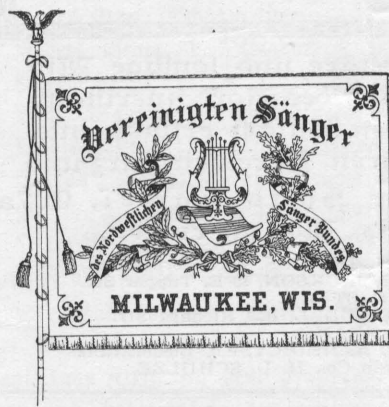 Vereinigten Sänger
des Nordwestlichen
Sänger Bundes
MILWAUKEE, WIS.